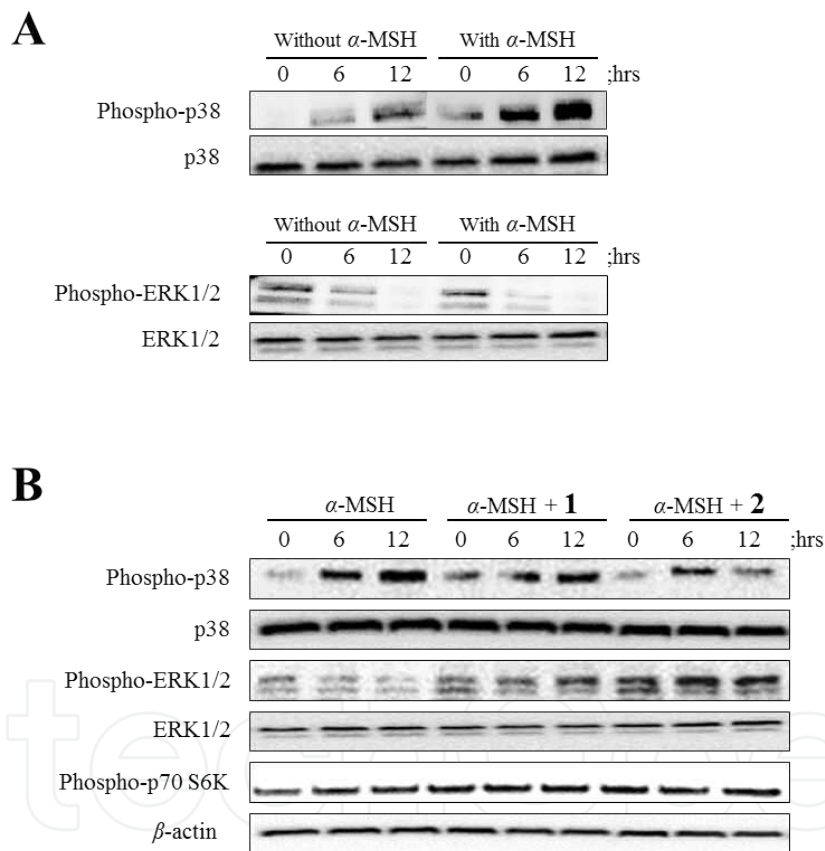 A
Without α-MSH With α-MSH
0 6 12 0 6 12 ;hrs
Phospho-p38
p38
Without α-MSH With α-MSH
0 6 12 0 6 12 ;hrs
Phospho-ERK1/2
ERK1/2
B
α-MSH α-MSH + 1 α-MSH + 2
0 6 12 0 6 12 0 6 12 ;hrs
Phospho-p38
p38
Phospho-ERK1/2
ERK1/2
Phospho-p70 S6K
β-actin